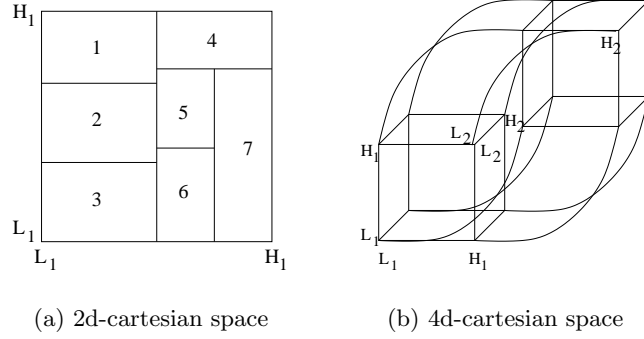 H1
1
4
2
5
7
3
6
L1
L1
H1
H2
H2
L2
H1
L2
L1
L1
H1
(a) 2d-cartesian space
(b) 4d-cartesian space